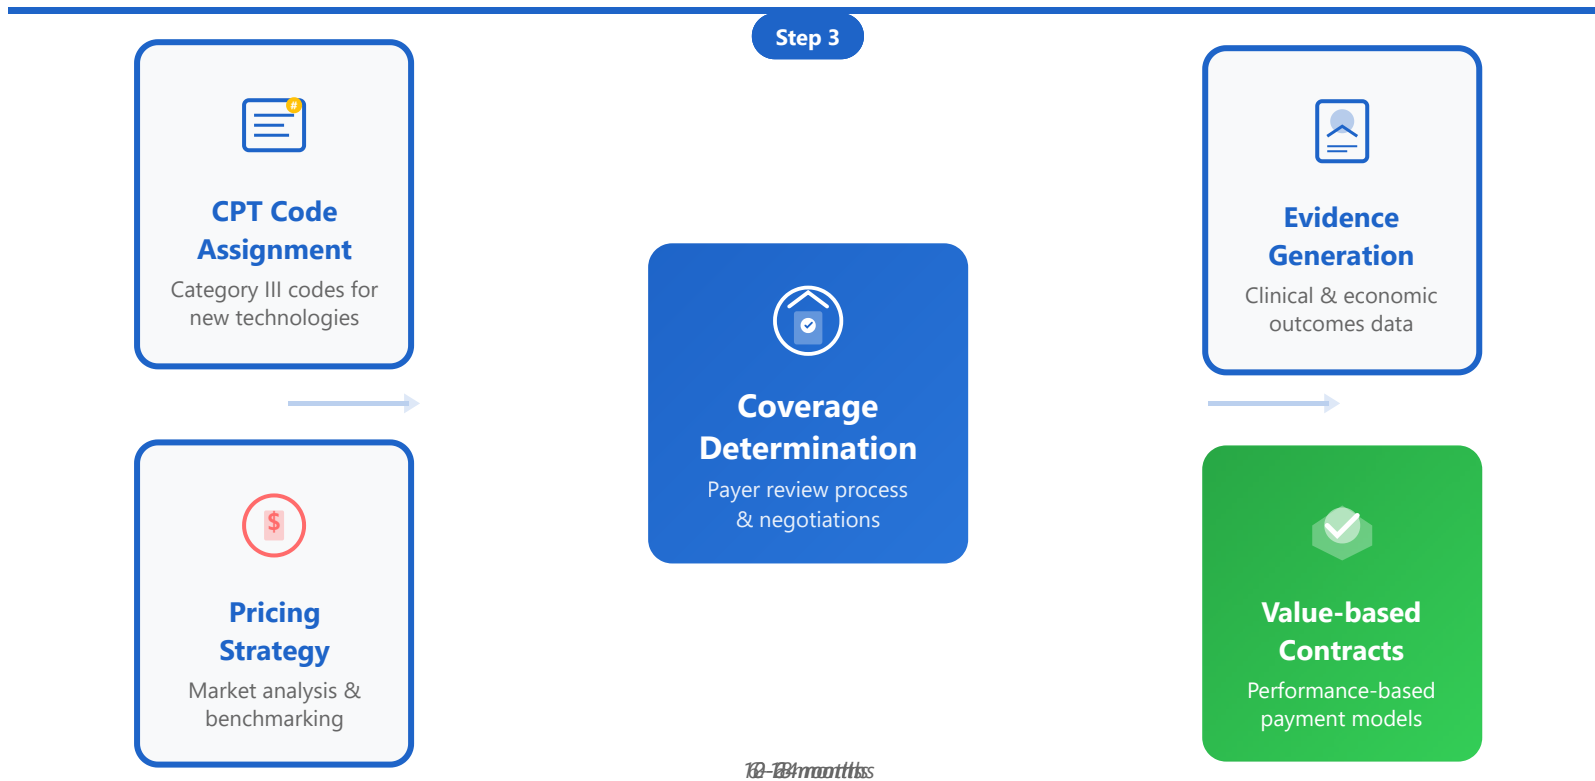 Step 3
#
CPT Code
Assignment
Category III codes for
new technologies
$
Pricing
Strategy
Market analysis &
benchmarking
Coverage
Determination
Payer review process
& negotiations
Evidence
Generation
Clinical & economic
outcomes data
Value-based
Contracts
Performance-based
payment models
months